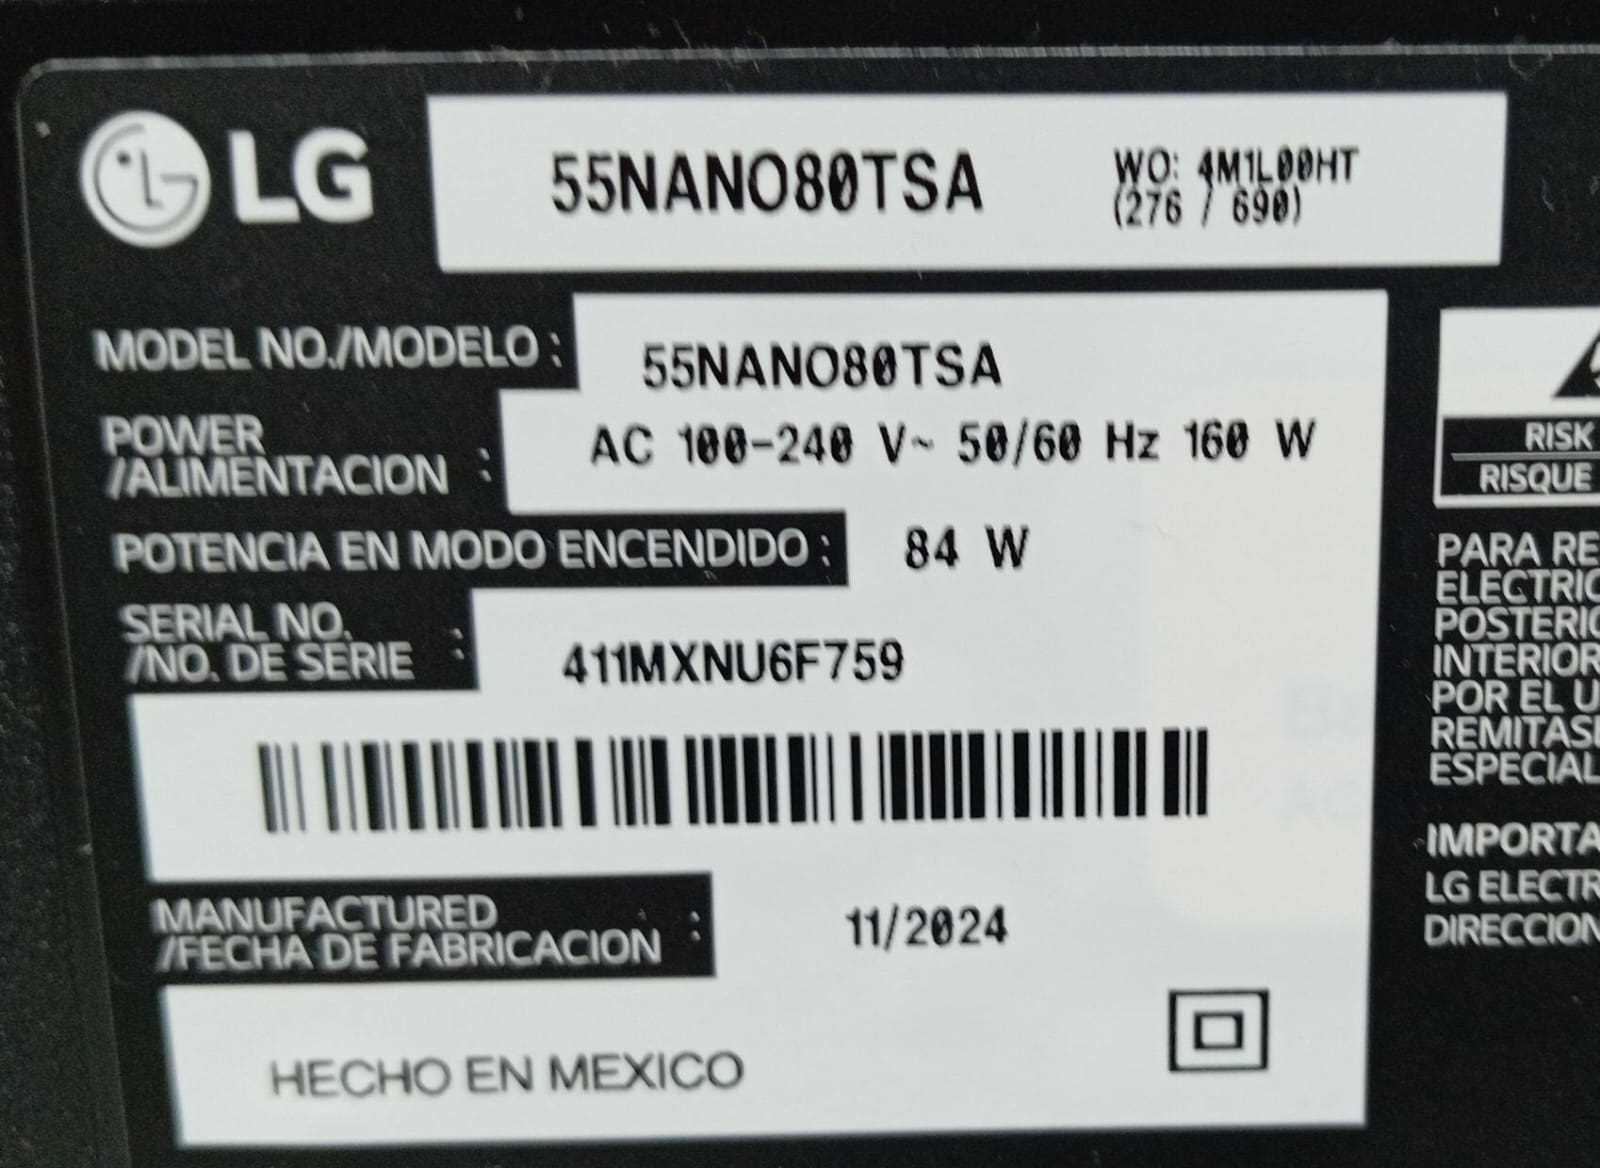 LG
55NANO80TSA
WO: 4M1L00HT
(276 / 690)
MODEL NO./MODELO : 55NANO80TSA
POWER
/ALIMENTACION : AC 100-240 V~ 50/60 Hz 160 W
POTENCIA EN MODO ENCENDIDO : 84 W
SERIAL NO.
/NO. DE SERIE : 411MXNU6F759
MANUFACTURED
/FECHA DE FABRICACION : 11/2024
HECHO EN MEXICO
RISK
RISQUE
PARA RE
ELECTRIC
POSTERIO
INTERIOR
POR EL U
REMITASE
ESPECIAL
IMPORTA
LG ELECTR
DIRECCION